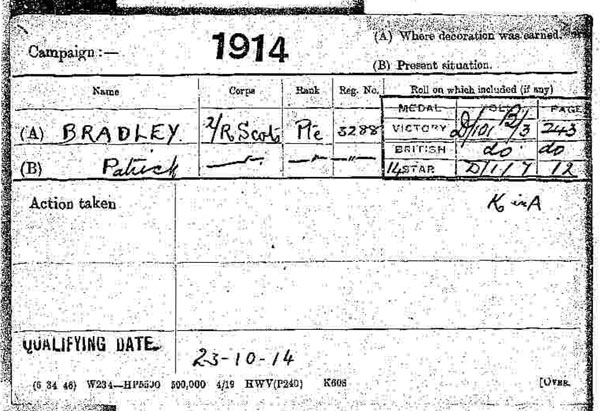 Campaign :— 1914 (A) Where decoration was earned.
(B) Present situation.
Name Corps Rank Reg. No. Roll on which included (if any)
MEDAL PAGE
(A) BRADLEY. 2/R Scots Pte 3288 VICTORY D/101 B/3 243
BRITISH do do
(B) Patrick — " — — " — — " — 14 STAR D/1/7 12
Action taken K in A
QUALIFYING DATE. 23-10-14
(6 34 46) W234—HP5590 500,000 4/19 HWV(P240) K608 [OVER.